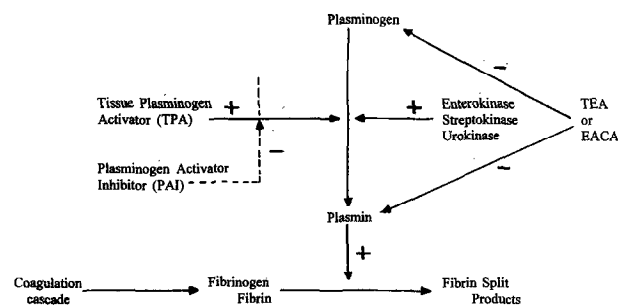 Plasminogen
Tissue Plasminogen
Activator (TPA)
+
+
Enterokinase
Streptokinase
Urokinase
TEA
or
EACA
−
−
−
Plasminogen Activator
Inhibitor (PAI)
Plasmin
+
Coagulation
cascade
Fibrinogen
Fibrin
Fibrin Split
Products